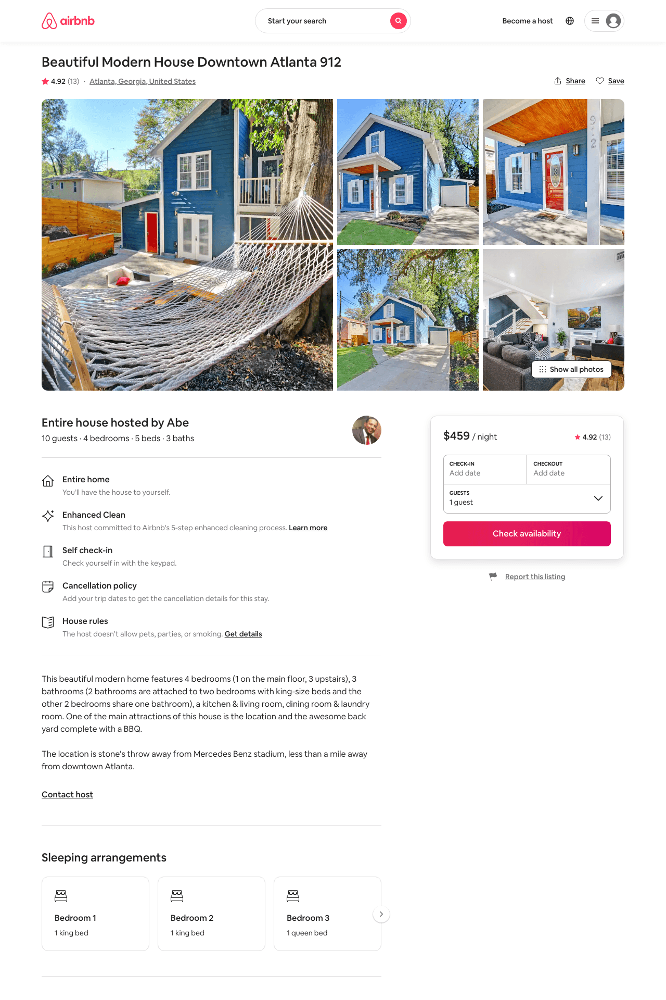 airbnb
Start your search
Become a host
Beautiful Modern House Downtown Atlanta 912
4.92 (13) · Atlanta, Georgia, United States
Share
Save
912
Show all photos
Entire house hosted by Abe
10 guests · 4 bedrooms · 5 beds · 3 baths
$459 / night
4.92 (13)
CHECK-IN
Add date
CHECKOUT
Add date
GUESTS
1 guest
Check availability
Report this listing
Entire home
You’ll have the house to yourself.
Enhanced Clean
This host committed to Airbnb's 5-step enhanced cleaning process. Learn more
Self check-in
Check yourself in with the keypad.
Cancellation policy
Add your trip dates to get the cancellation details for this stay.
House rules
The host doesn’t allow pets, parties, or smoking. Get details
This beautiful modern home features 4 bedrooms (1 on the main floor, 3 upstairs), 3
bathrooms (2 bathrooms are attached to two bedrooms with king-size beds and the
other 2 bedrooms share one bathroom), a kitchen & living room, dining room & laundry
room. One of the main attractions of this house is the location and the awesome back
yard complete with a BBQ.
The location is stone's throw away from Mercedes Benz stadium, less than a mile away
from downtown Atlanta.
Contact host
Sleeping arrangements
Bedroom 1
1 king bed
Bedroom 2
1 king bed
Bedroom 3
1 queen bed